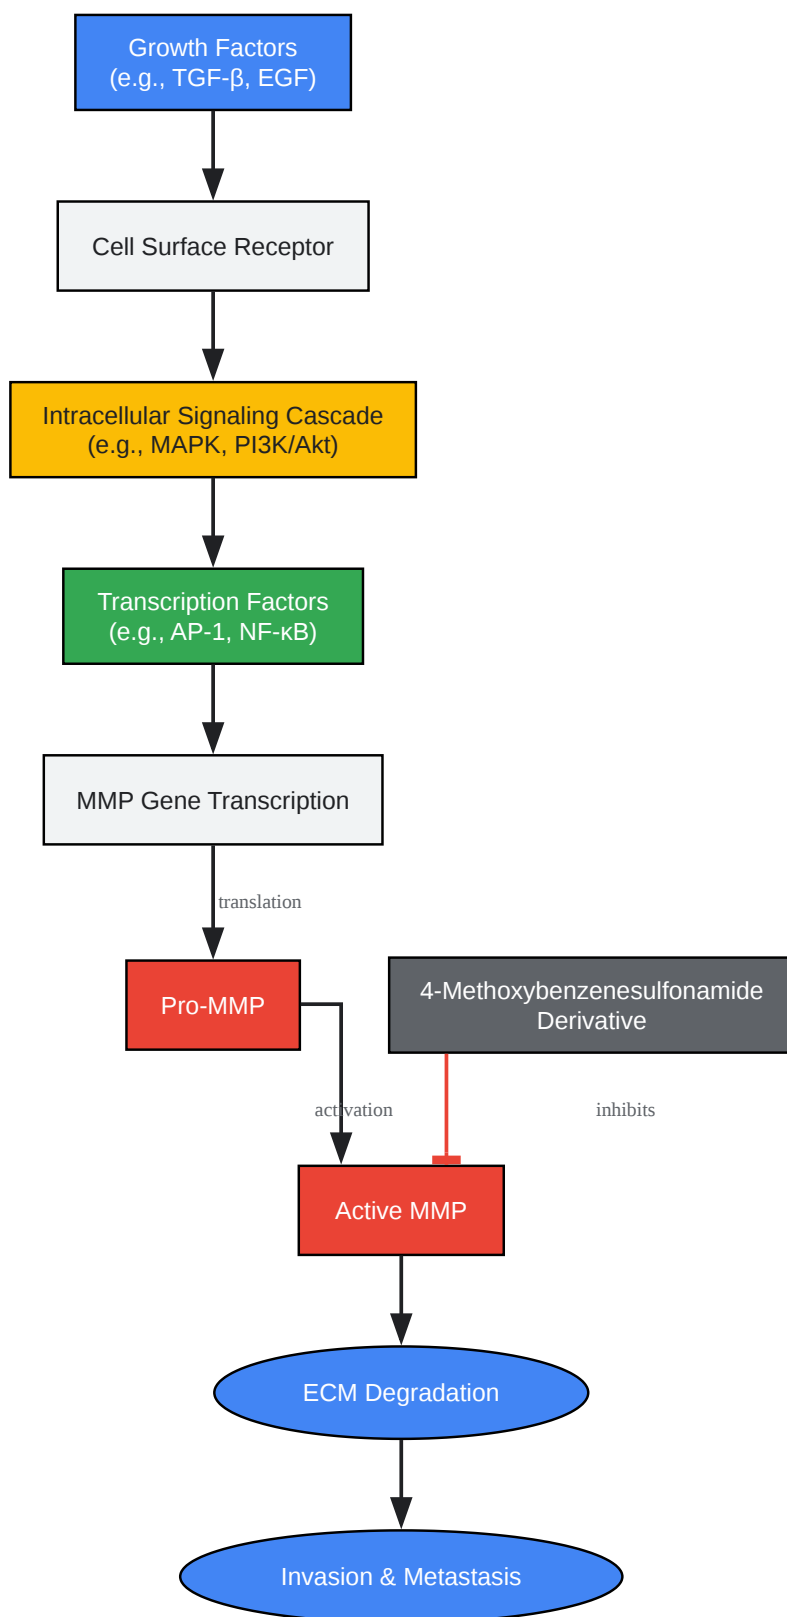 Growth Factors
(e.g., TGF-β, EGF)
Cell Surface Receptor
Intracellular Signaling Cascade
(e.g., MAPK, PI3K/Akt)
Transcription Factors
(e.g., AP-1, NF-κB)
MMP Gene Transcription
translation
Pro-MMP
4-Methoxybenzenesulfonamide
Derivative
activation
inhibits
Active MMP
ECM Degradation
Invasion & Metastasis